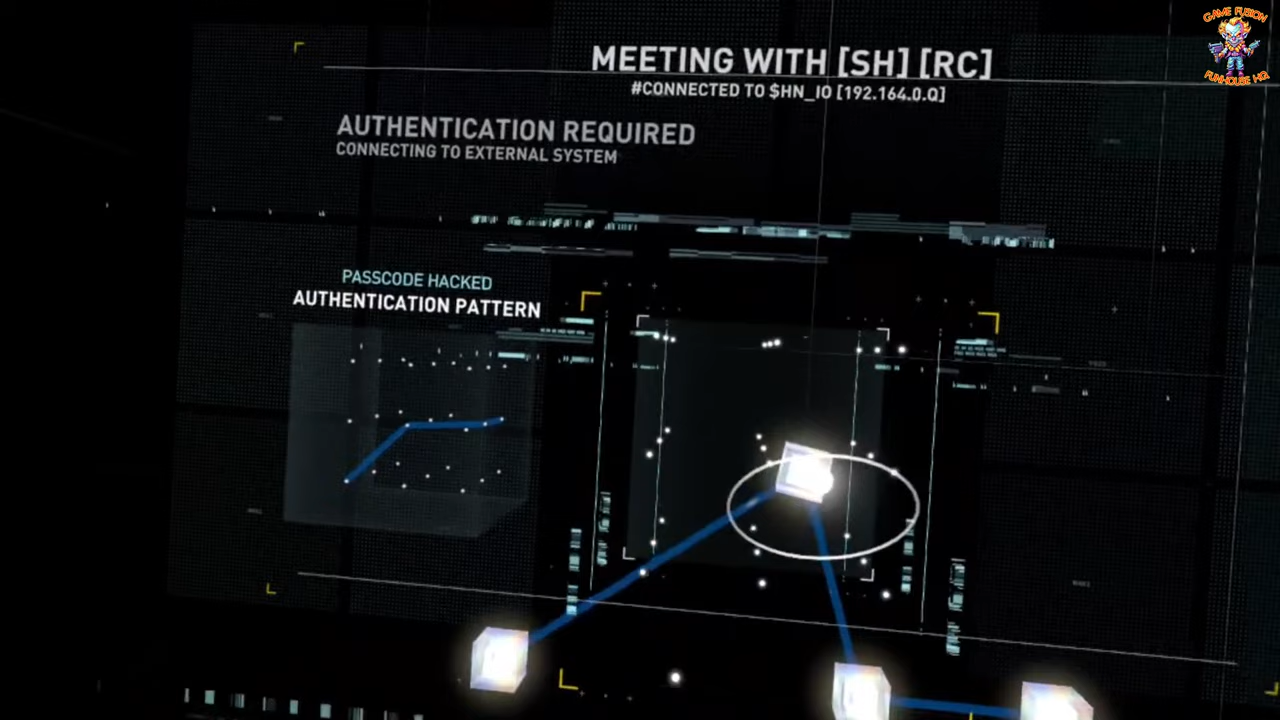 GAME FUSION
FUNHOUSE HQ
MEETING WITH [SH] [RC]
#CONNECTED TO $HN_IO [192.164.0.Q]
AUTHENTICATION REQUIRED
CONNECTING TO EXTERNAL SYSTEM
PASSCODE HACKED
AUTHENTICATION PATTERN